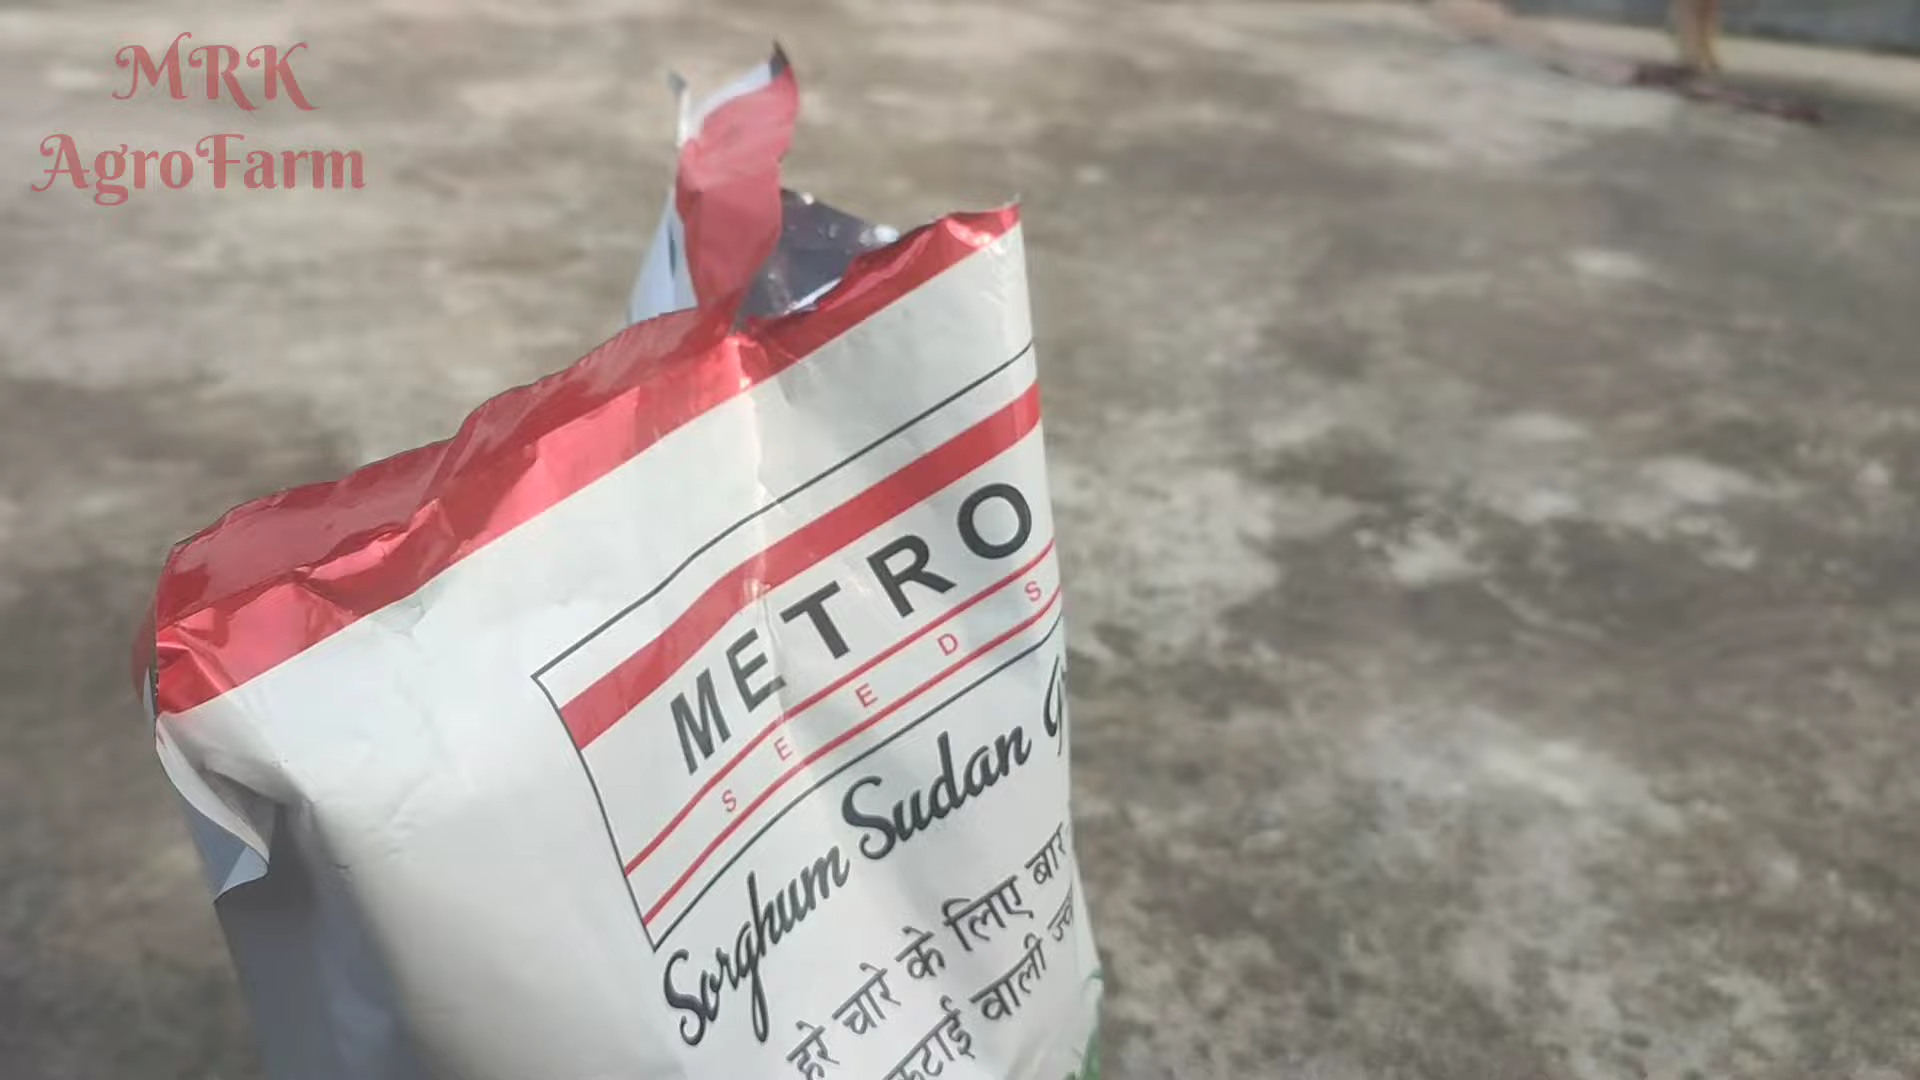 MRK
AgroFarm
METRO
SEEDS
Sorghum Sudan
हरे चारे के लिए बार
कटाई वाली